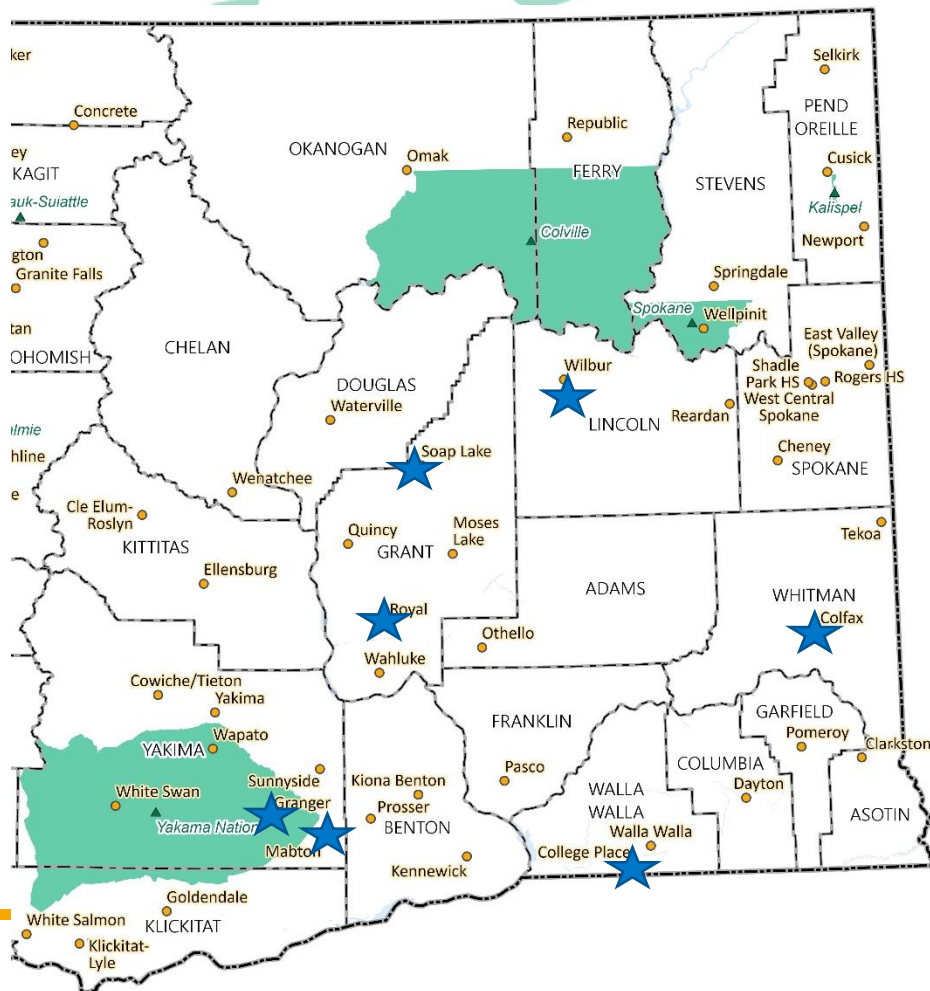 ker
Concrete
ey
KAGIT
auk-Suiattle
gton
Granite Falls
tan
OHOMISH
almie
hline
e
OKANOGAN
Omak
Republic
FERRY
Colville
STEVENS
Selkirk
PEND
OREILLE
Cusick
Kalispel
Newport
Springdale
Spokane
Wellpinit
CHELAN
DOUGLAS
Waterville
Wilbur
LINCOLN
Reardan
East Valley
(Spokane)
Shadle
Park HS
Rogers HS
West Central
Spokane
Cheney
SPOKANE
Soap Lake
Wenatchee
Cle Elum-
Roslyn
KITTITAS
Ellensburg
Quincy
GRANT
Moses
Lake
Royal
Wahluke
ADAMS
Othello
Tekoa
WHITMAN
Colfax
Cowiche/Tieton
Yakima
YAKIMA
Wapato
White Swan
Yakama Nation
Sunnyside
Granger
Mabton
FRANKLIN
Pasco
Kiona Benton
Prosser
BENTON
Kennewick
WALLA
WALLA
Walla Walla
College Place
COLUMBIA
Dayton
GARFIELD
Pomeroy
Clarkston
ASOTIN
Goldendale
KLICKITAT
White Salmon
Klickitat-
Lyle